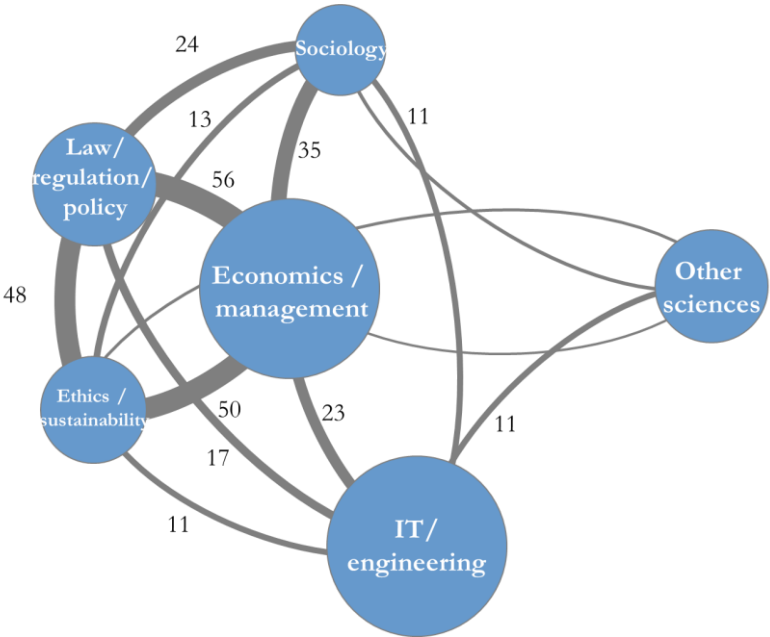 24
Sociology
13
11
Law/
regulation/
policy
35
56
Economics /
management
Other
sciences
48
Ethics /
sustainability
50
23
11
17
11
IT/
engineering